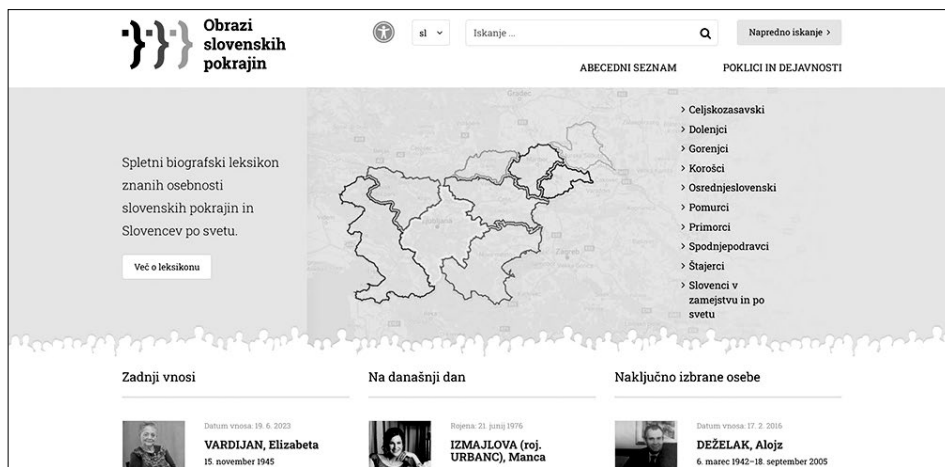 Obrazi
slovenskih
pokrajin
sl
Iskanje ...
Napredno iskanje >
ABECEDNI SEZNAM
POKLICI IN DEJAVNOSTI
Spletni biografski leksikon
znanih osebnosti
slovenskih pokrajin in
Slovencev po svetu.
Več o leksikonu
Gradec
Zagreb
> Celjskozasavski
> Dolenjci
> Gorenjci
> Korošci
> Osrednjeslovenski
> Pomurci
> Primorci
> Spodnjepodravci
> Štajerci
> Slovenci v
zamejstvu in po
svetu
Zadnji vnosi
Datum vnosa: 19. 6. 2023
VARDIJAN, Elizabeta
15. november 1945
Na današnji dan
Rojena: 21. junij 1976
IZMAJLOVA (roj.
URBANC), Manca
Naključno izbrane osebe
Datum vnosa: 17. 2. 2016
DEŽELAK, Alojz
6. marec 1942–18. september 2005